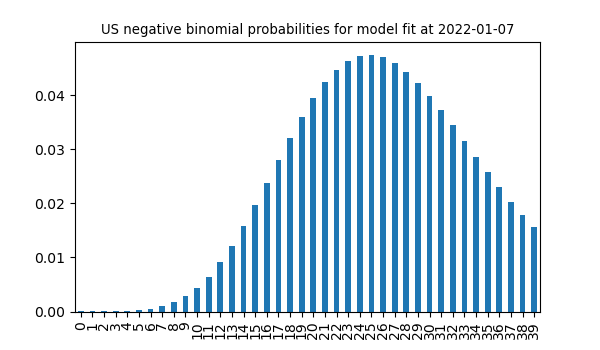 US negative binomial probabilities for model fit at 2022-01-07
0.04
0.03
0.02
0.01
0.00
0 1 2 3 4 5 6 7 8 9 10 11 12 13 14 15 16 17 18 19 20 21 22 23 24 25 26 27 28 29 30 31 32 33 34 35 36 37 38 39